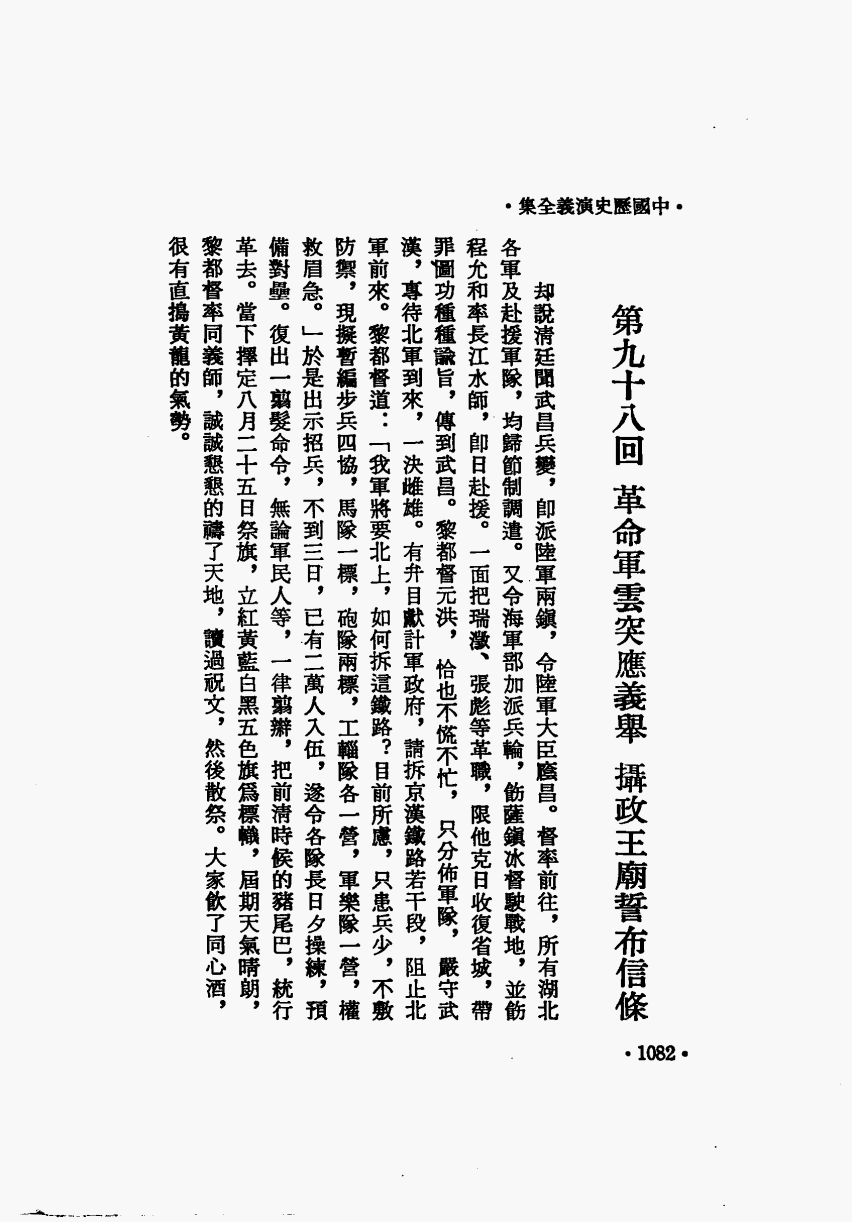 ·中國歷史演義全集·
第九十八回　革命軍雲突應義舉　攝政王廟誓布信條
却說清廷聞武昌兵變，卽派陸軍兩鎮，令陸軍大臣廕昌。督率前往，所有湖北
各軍及赴援軍隊，均歸節制調遣。又令海軍部加派兵輪，飭薩鎮冰督駛戰地，並飭
程允和率長江水師，卽日赴援。一面把瑞澂、張彪等革職，限他克日收復省城，帶
罪圖功種種諭旨，傳到武昌。黎都督元洪，恰也不慌不忙，只分佈軍隊，嚴守武
漢，專待北軍到來，一決雌雄。有弁目獻計軍政府，請拆京漢鐵路若干段，阻止北
軍前來。黎都督道：「我軍將要北上，如何拆這鐵路？目前所慮，只患兵少，不敷
防禦，現擬暫編步兵四協，馬隊一標，砲隊兩標，工輜隊各一營，軍樂隊一營，權
救眉急。」於是出示招兵，不到三日，已有二萬人入伍，遂令各隊長日夕操練，預
備對壘。復出一翦髮命令，無論軍民人等，一律翦辮，把前清時候的豬尾巴，統行
革去。當下擇定八月二十五日祭旗，立紅黃藍白黑五色旗爲標幟，屆期天氣晴朗，
黎都督率同義師，誠誠懇懇的禱了天地，讀過祝文，然後散祭。大家飲了同心酒，
很有直搗黃龍的氣勢。
·1082·